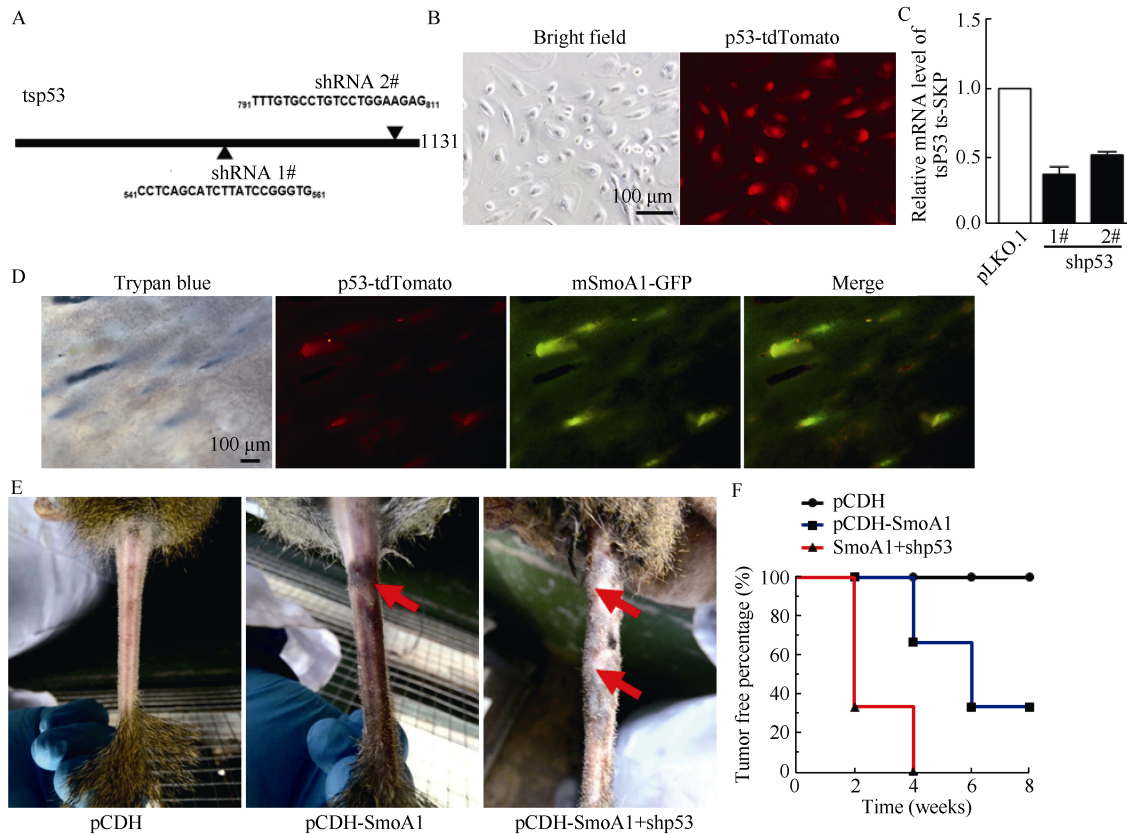 A
tsp53
shRNA 2#
791TTTGTGCCTGTCCTGGAAGAG811
1131
shRNA 1#
541CCTCAGCATCTTATCCGGGTG561
B
Bright field
p53-tdTomato
100 μm
C
Relative mRNA level of
tsP53 ts-SKP
1.5
1.0
0.5
0.0
pLKO.1
1#
2#
shp53
D
Trypan blue
p53-tdTomato
mSmoA1-GFP
Merge
100 μm
E
pCDH
pCDH-SmoA1
pCDH-SmoA1+shp53
F
pCDH
pCDH-SmoA1
SmoA1+shp53
Tumor free percentage (%)
100
80
60
40
20
0
0
2
4
6
8
Time (weeks)